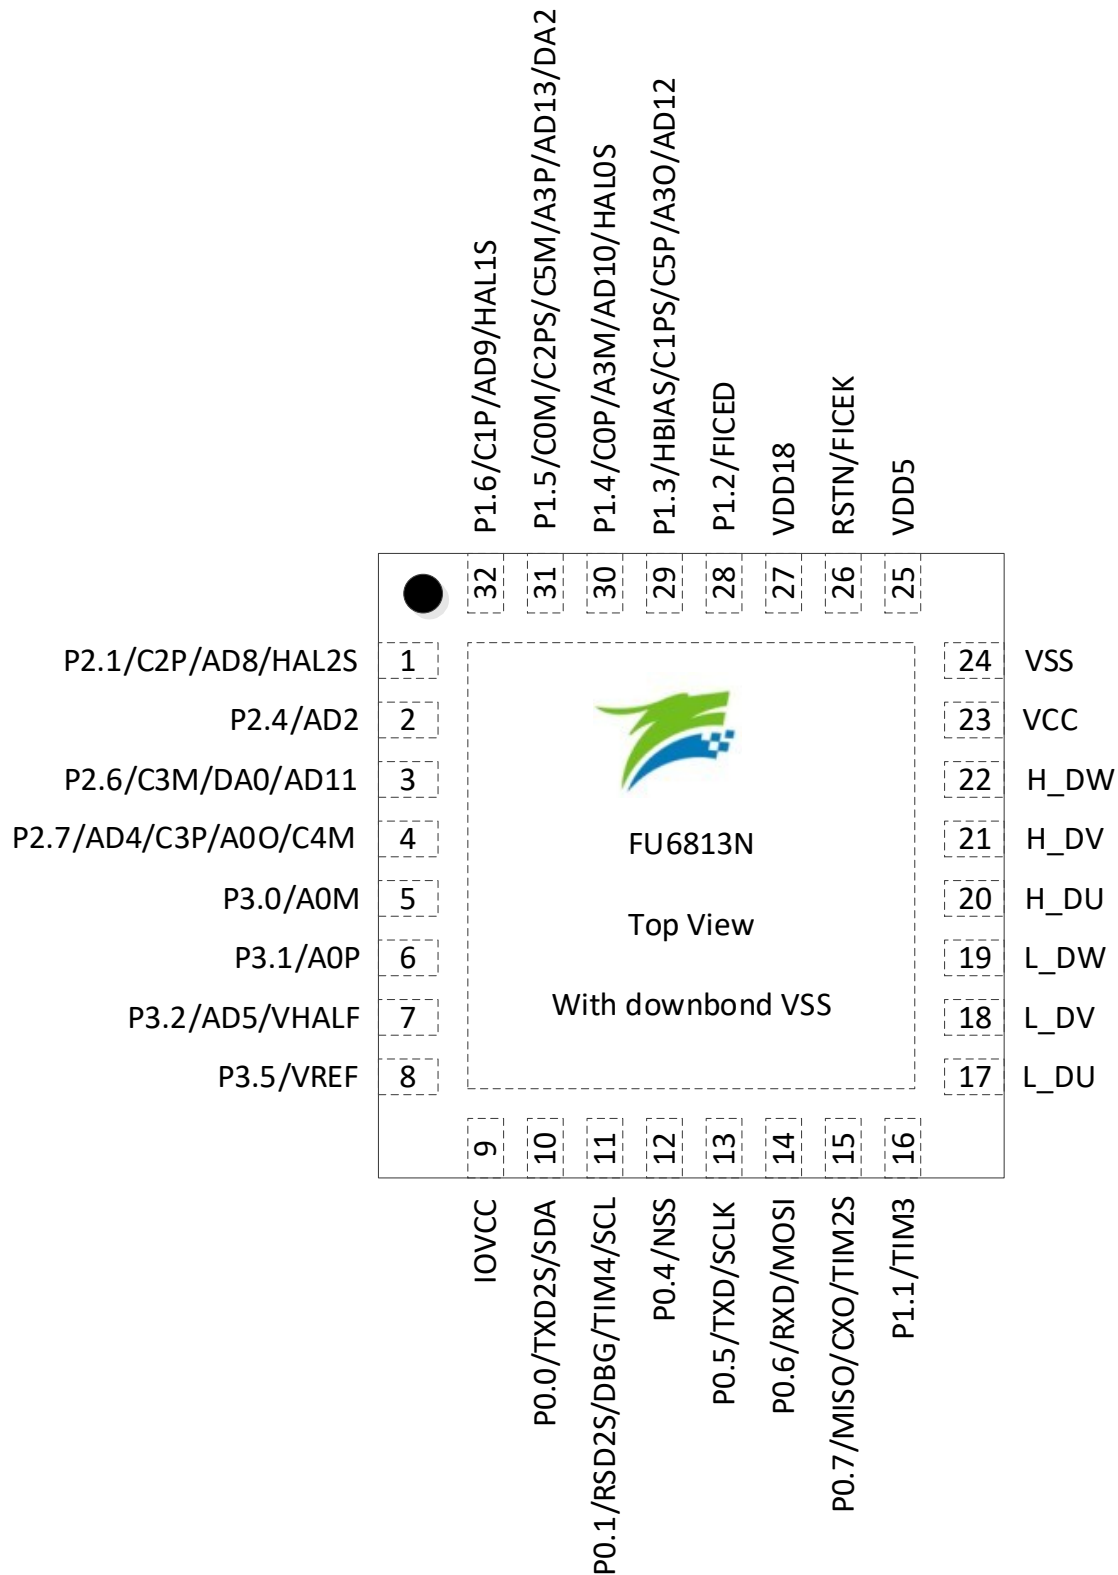 P1.6/C1P/AD9/HAL1S
P1.5/C0M/C2PS/C5M/A3P/AD13/DA2
P1.4/C0P/A3M/AD10/HAL0S
P1.3/HBIAS/C1PS/C5P/A3O/AD12
P1.2/FICED
VDD18
RSTN/FICEK
VDD5
32
31
30
29
28
27
26
25
P2.1/C2P/AD8/HAL2S 1
P2.4/AD2 2
P2.6/C3M/DA0/AD11 3
P2.7/AD4/C3P/A0O/C4M 4
P3.0/A0M 5
P3.1/A0P 6
P3.2/AD5/VHALF 7
P3.5/VREF 8
FU6813N
Top View
With downbond VSS
24 VSS
23 VCC
22 H_DW
21 H_DV
20 H_DU
19 L_DW
18 L_DV
17 L_DU
9
10
11
12
13
14
15
16
IOVCC
P0.0/TXD2S/SDA
P0.1/RSD2S/DBG/TIM4/SCL
P0.4/NSS
P0.5/TXD/SCLK
P0.6/RXD/MOSI
P0.7/MISO/CXO/TIM2S
P1.1/TIM3